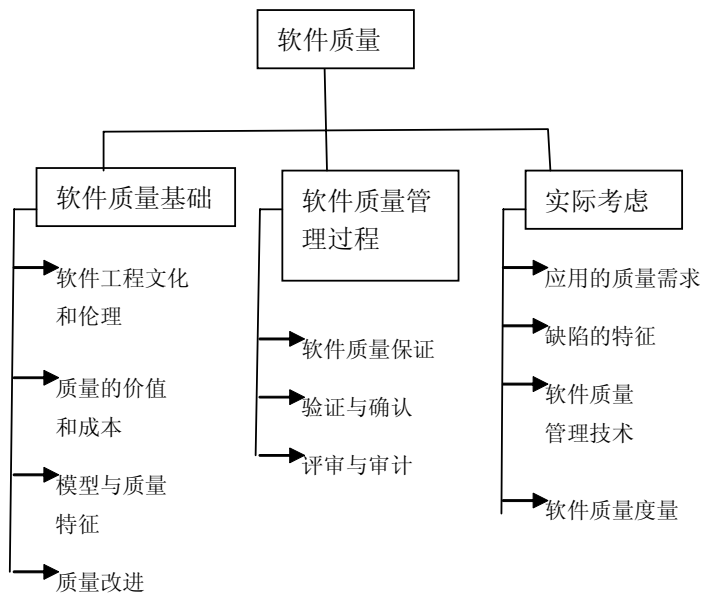 软件质量
软件质量基础
软件工程文化
和伦理
质量的价值
和成本
模型与质量
特征
质量改进
软件质量管
理过程
软件质量保证
验证与确认
评审与审计
实际考虑
应用的质量需求
缺陷的特征
软件质量
管理技术
软件质量度量